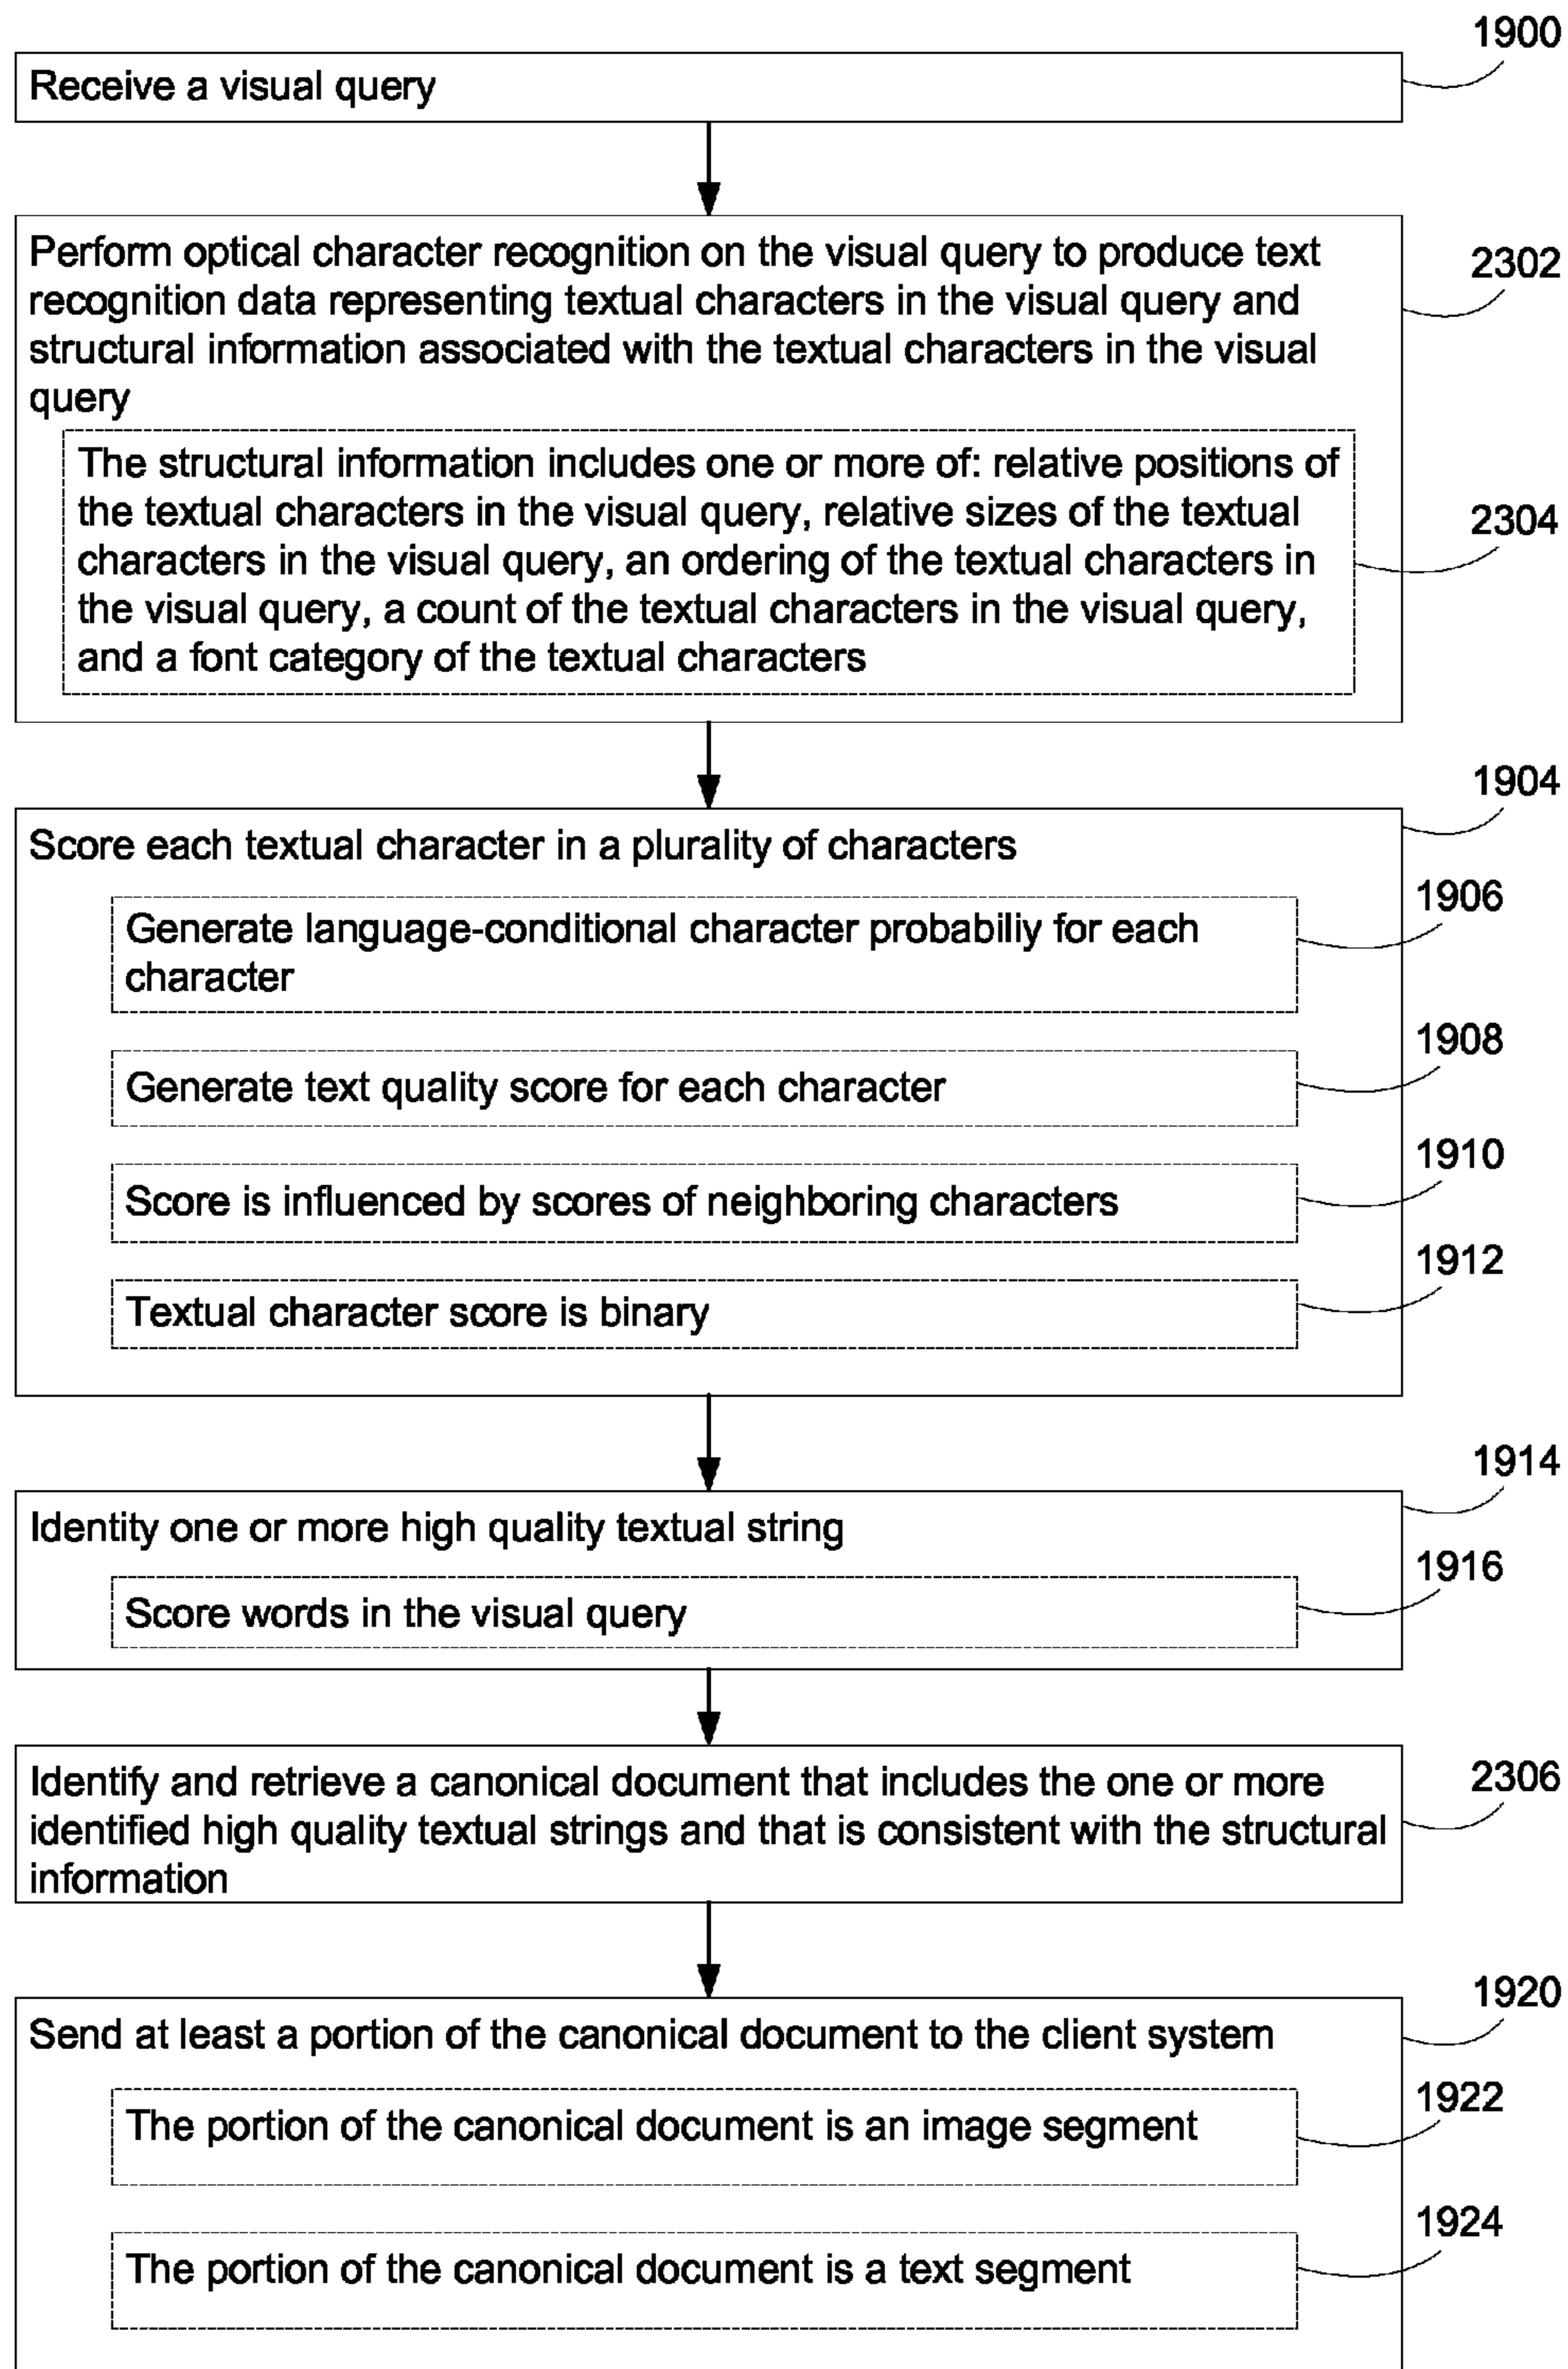 1900
Receive a visual query
Perform optical character recognition on the visual query to produce text
2302
recognition data representing textual characters in the visual query and
structural information associated with the textual characters in the visual
query
The structural information includes one or more of: relative positions of
the textual characters in the visual query, relative sizes of the textual
2304
characters in the visual query, an ordering of the textual characters in
the visual query, a count of the textual characters in the visual query,
and a font category of the textual characters
1904
Score each textual character in a plurality of characters
1906
Generate language-conditional character probabiliy for each
character
1908
Generate text quality score for each character
1910
Score is influenced by scores of neighboring characters
1912
Textual character score is binary
1914
Identity one or more high quality textual string
1916
Score words in the visual query
2306
Identify and retrieve a canonical document that includes the one or more
identified high quality textual strings and that is consistent with the structural
information
1920
Send at least a portion of the canonical document to the client system
1922
The portion of the canonical document is an image segment
1924
The portion of the canonical document is a text segment